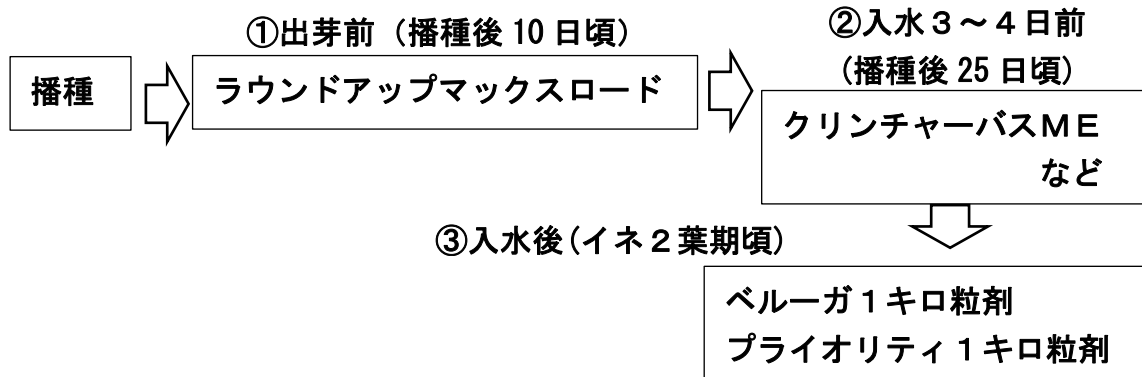 播種
①出芽前（播種後 10 日頃）
ラウンドアップマックスロード
②入水３～４日前
（播種後 25 日頃）
クリンチャーバスＭＥ
など
③入水後（イネ２葉期頃）
ベルーガ１キロ粒剤
プライオリティ１キロ粒剤